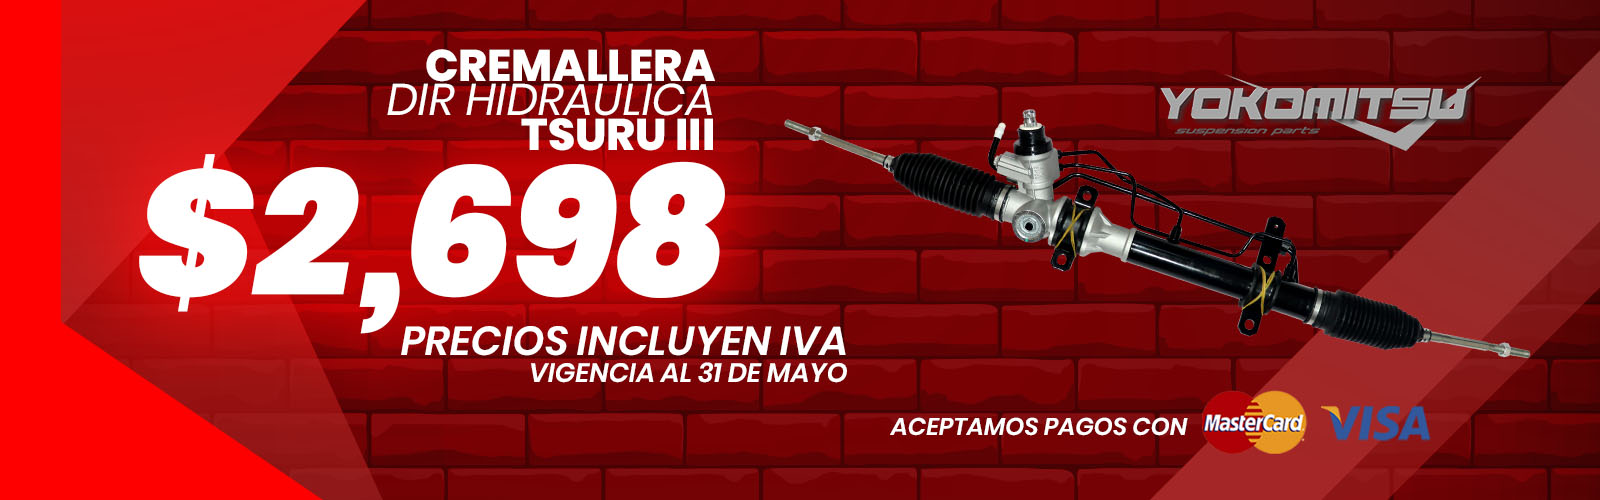 CREMALLERA
DIR HIDRAULICA
TSURU III
$2,698
PRECIOS INCLUYEN IVA
VIGENCIA AL 31 DE MAYO
YOKOMITSU
suspension parts
ACEPTAMOS PAGOS CON MasterCard VISA